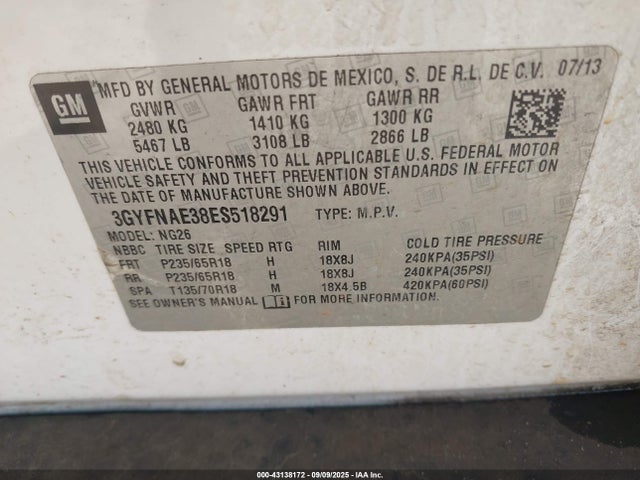 GM
MFD BY GENERAL MOTORS DE MEXICO, S. DE R.L. DE C.V. 07/13
GVWR GAWR FRT GAWR RR
2480 KG 1410 KG 1300 KG
5467 LB 3108 LB 2866 LB
THIS VEHICLE CONFORMS TO ALL APPLICABLE U.S. FEDERAL MOTOR
VEHICLE SAFETY AND THEFT PREVENTION STANDARDS IN EFFECT ON
THE DATE OF MANUFACTURE SHOWN ABOVE.
3GYFNAE38ES518291 TYPE: M.P.V.
MODEL: NG26
NBBC TIRE SIZE SPEED RTG RIM COLD TIRE PRESSURE
FRT P235/65R18 H 18X8J 240KPA(35PSI)
RR P235/65R18 H 18X8J 240KPA(35PSI)
SPA T135/70R18 M 18X4.5B 420KPA(60PSI)
SEE OWNER'S MANUAL FOR MORE INFORMATION.
000-43138172 - 09/09/2025 - IAA Inc.